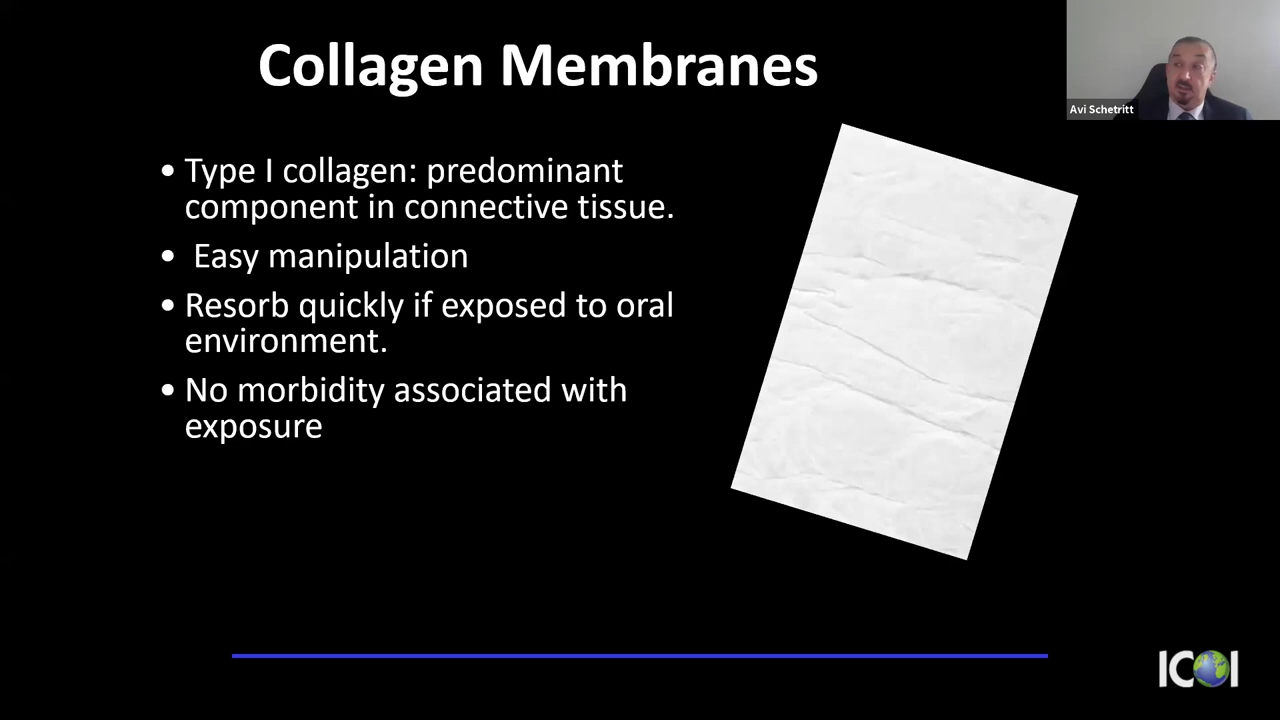 Collagen Membranes
Avi Schetritt
• Type I collagen: predominant
component in connective tissue.
• Easy manipulation
• Resorb quickly if exposed to oral
environment.
• No morbidity associated with
exposure
ICOI